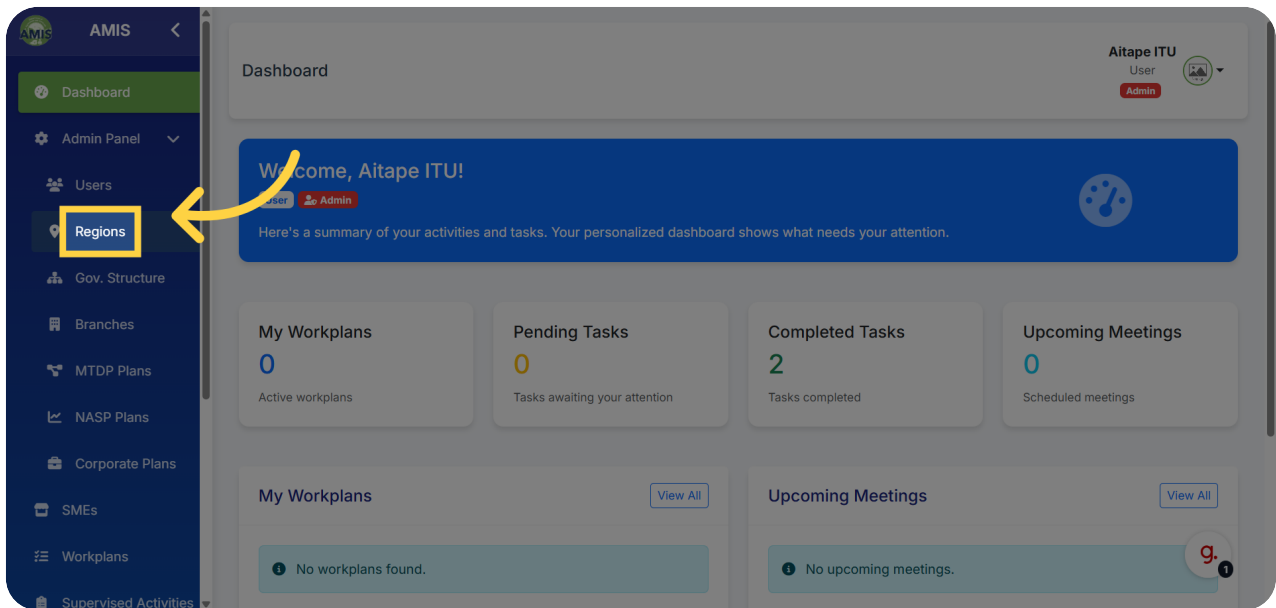 AMIS
AMIS
Dashboard
Admin Panel
Users
Regions
Gov. Structure
Branches
MTDP Plans
NASP Plans
Corporate Plans
SMEs
Workplans
Supervised Activities
Dashboard
Aitape ITU
User
Admin
Welcome, Aitape ITU!
User Admin
Here's a summary of your activities and tasks. Your personalized dashboard shows what needs your attention.
My Workplans
0
Active workplans
Pending Tasks
0
Tasks awaiting your attention
Completed Tasks
2
Tasks completed
Upcoming Meetings
0
Scheduled meetings
My Workplans View All
No workplans found.
Upcoming Meetings View All
No upcoming meetings.
g.
1